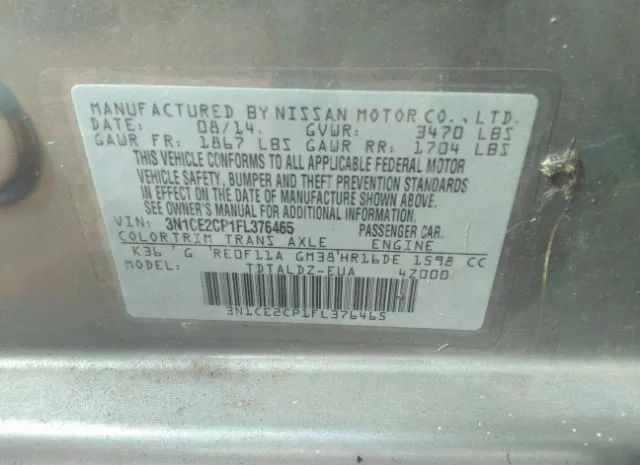 MANUFACTURED BY NISSAN MOTOR CO., LTD.
DATE: 08/14. GVWR: 3470 LBS
GAWR FR: 1867 LBS GAWR RR: 1704 LBS
THIS VEHICLE CONFORMS TO ALL APPLICABLE FEDERAL MOTOR
VEHICLE SAFETY, BUMPER AND THEFT PREVENTION STANDARDS
IN EFFECT ON THE DATE OF MANUFACTURE SHOWN ABOVE.
SEE OWNER'S MANUAL FOR ADDITIONAL INFORMATION.
VIN: 3N1CE2CP1FL376465 PASSENGER CAR.
COLOR TRIM TRANS AXLE ENGINE
K36 ' G 'RE0F11A GM38'HR16DE 1598 CC
MODEL: TDTALDZ-EUA 4Z000
3N1CE2CP1FL376465